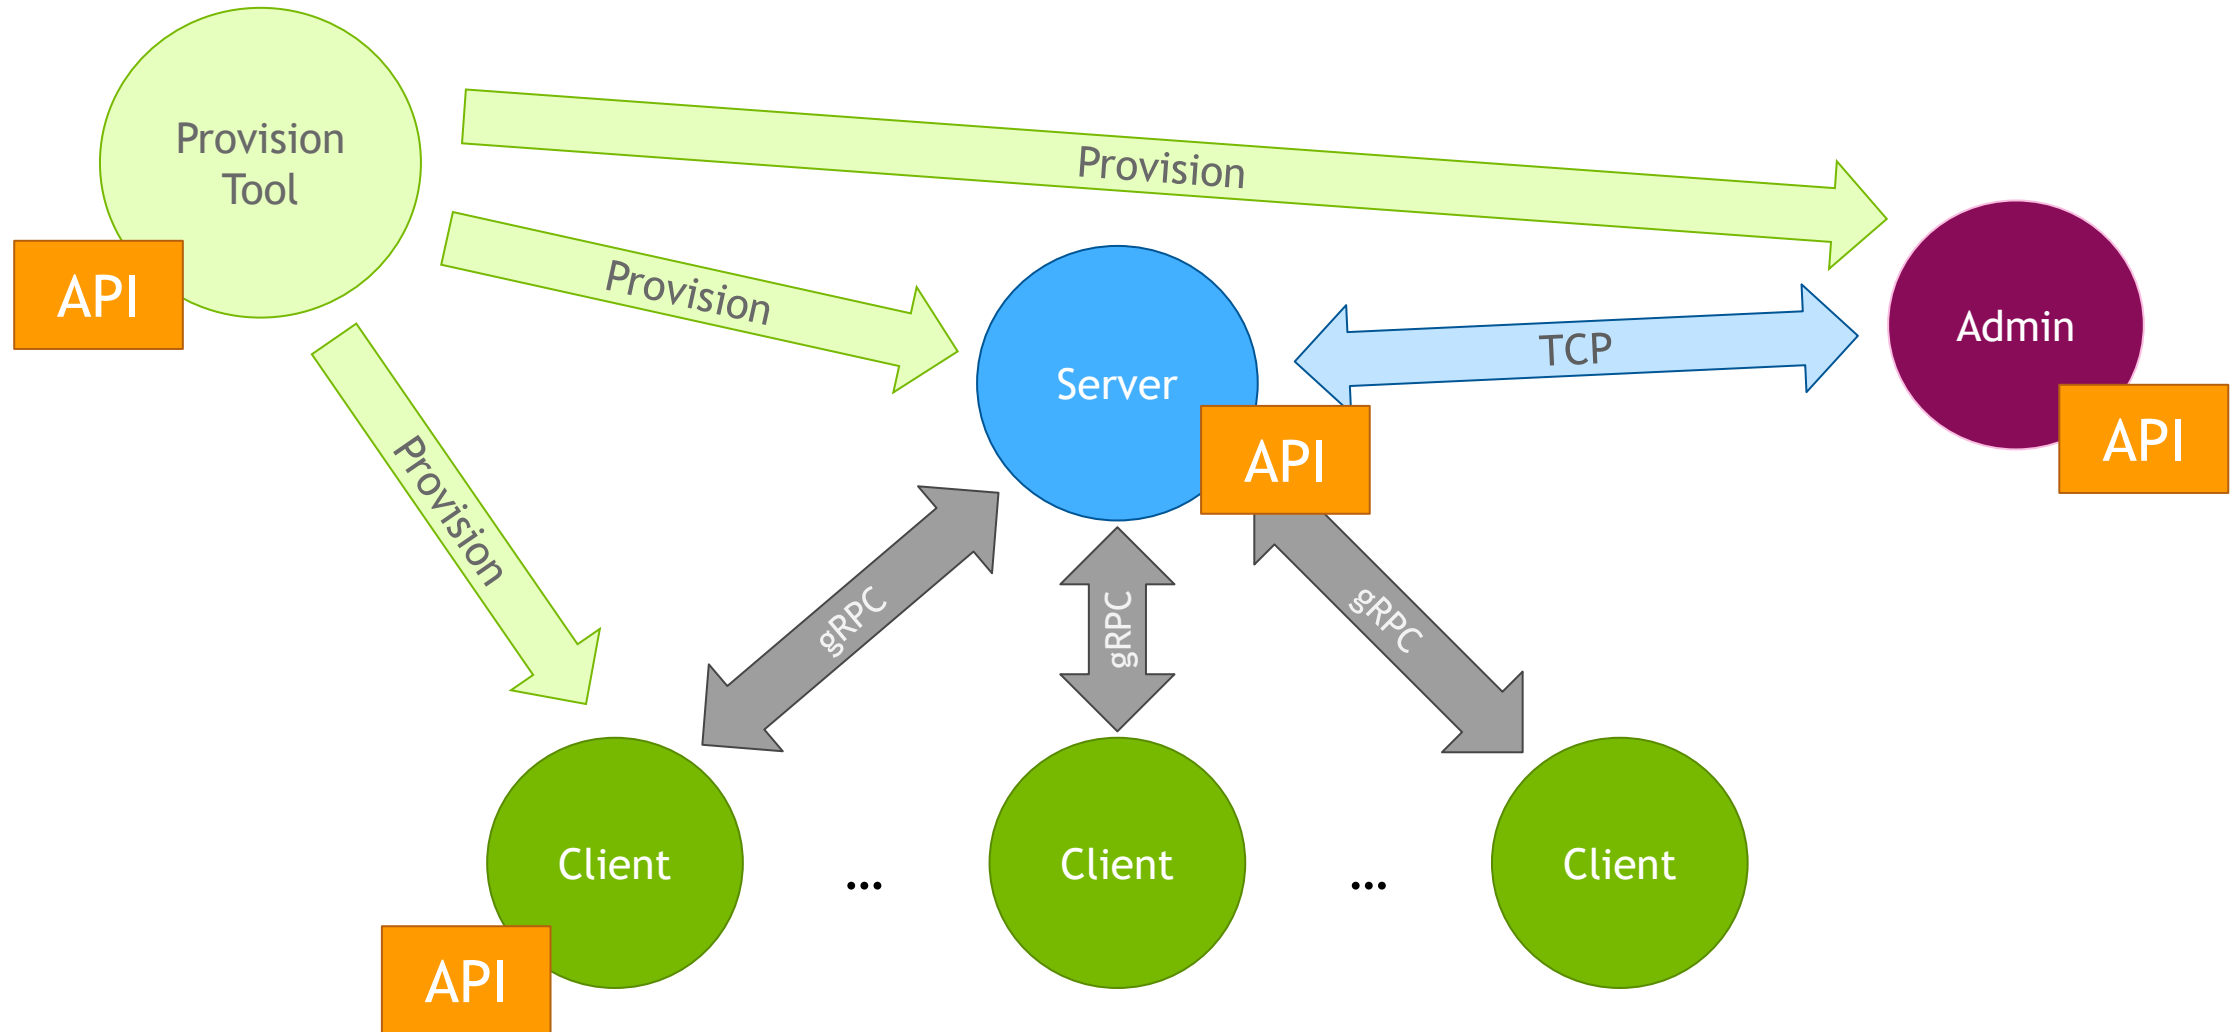 Provision
Tool
API
Provision
Provision
Provision
Server
API
TCP
Admin
API
gRPC
gRPC
gRPC
Client
API
...
Client
...
Client